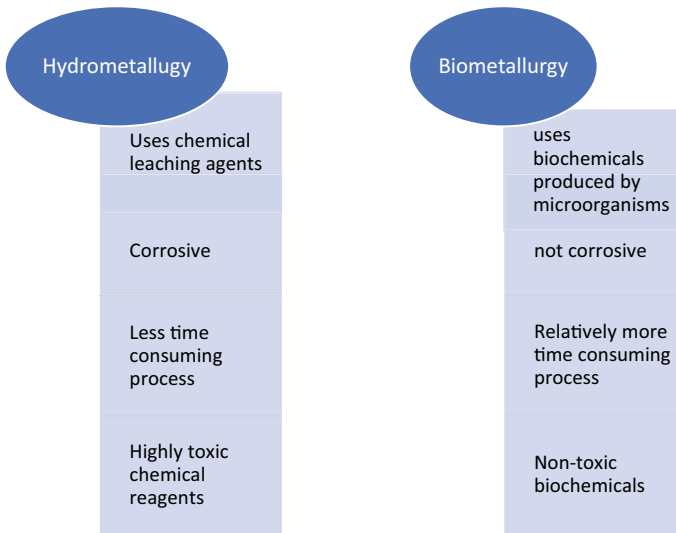 Hydrometallugy
Uses chemical
leaching agents
Corrosive
Less time
consuming
process
Highly toxic
chemical
reagents
Biometallurgy
uses
biochemicals
produced by
microorganisms
not corrosive
Relatively more
time consuming
process
Non-toxic
biochemicals